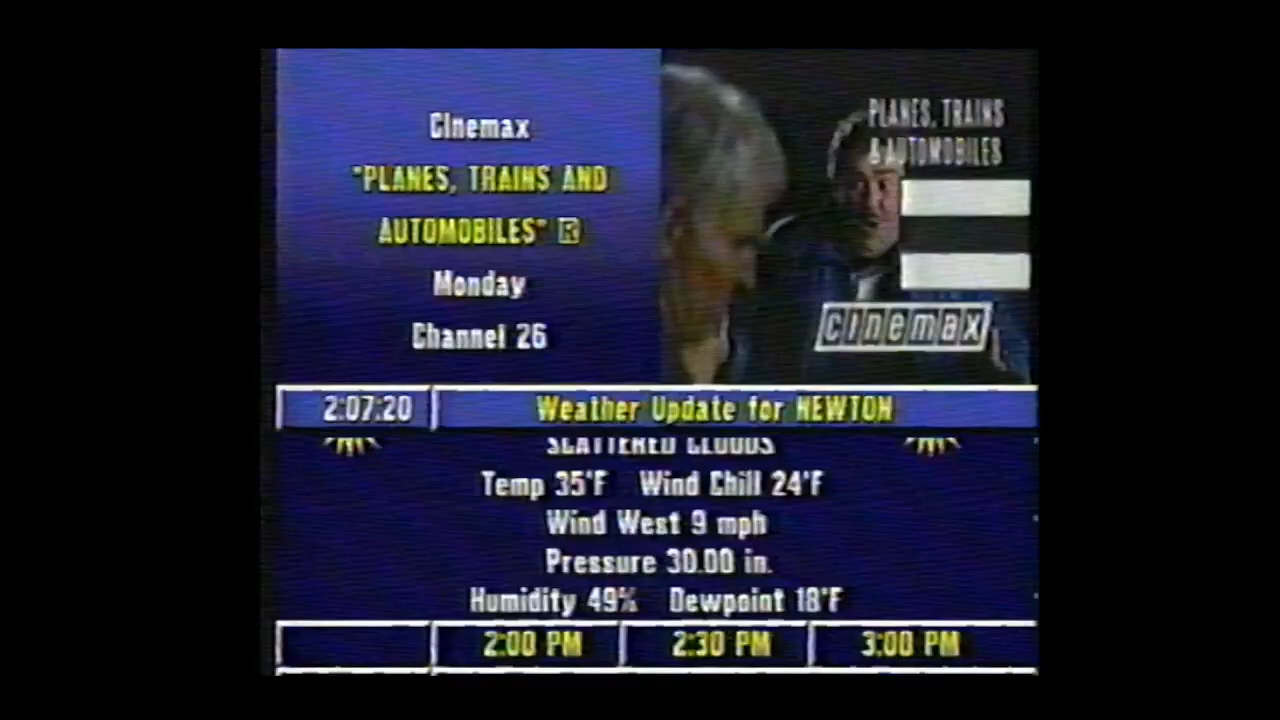 Cinemax
"PLANES, TRAINS AND
AUTOMOBILES" R
Monday
Channel 26
PLANES, TRAINS
& AUTOMOBILES
cinemax
2:07:20
Weather Update for NEWTON
SCATTERED CLOUDS
Temp 35°F Wind Chill 24°F
Wind West 9 mph
Pressure 30.00 in.
Humidity 49% Dewpoint 18°F
2:00 PM 2:30 PM 3:00 PM